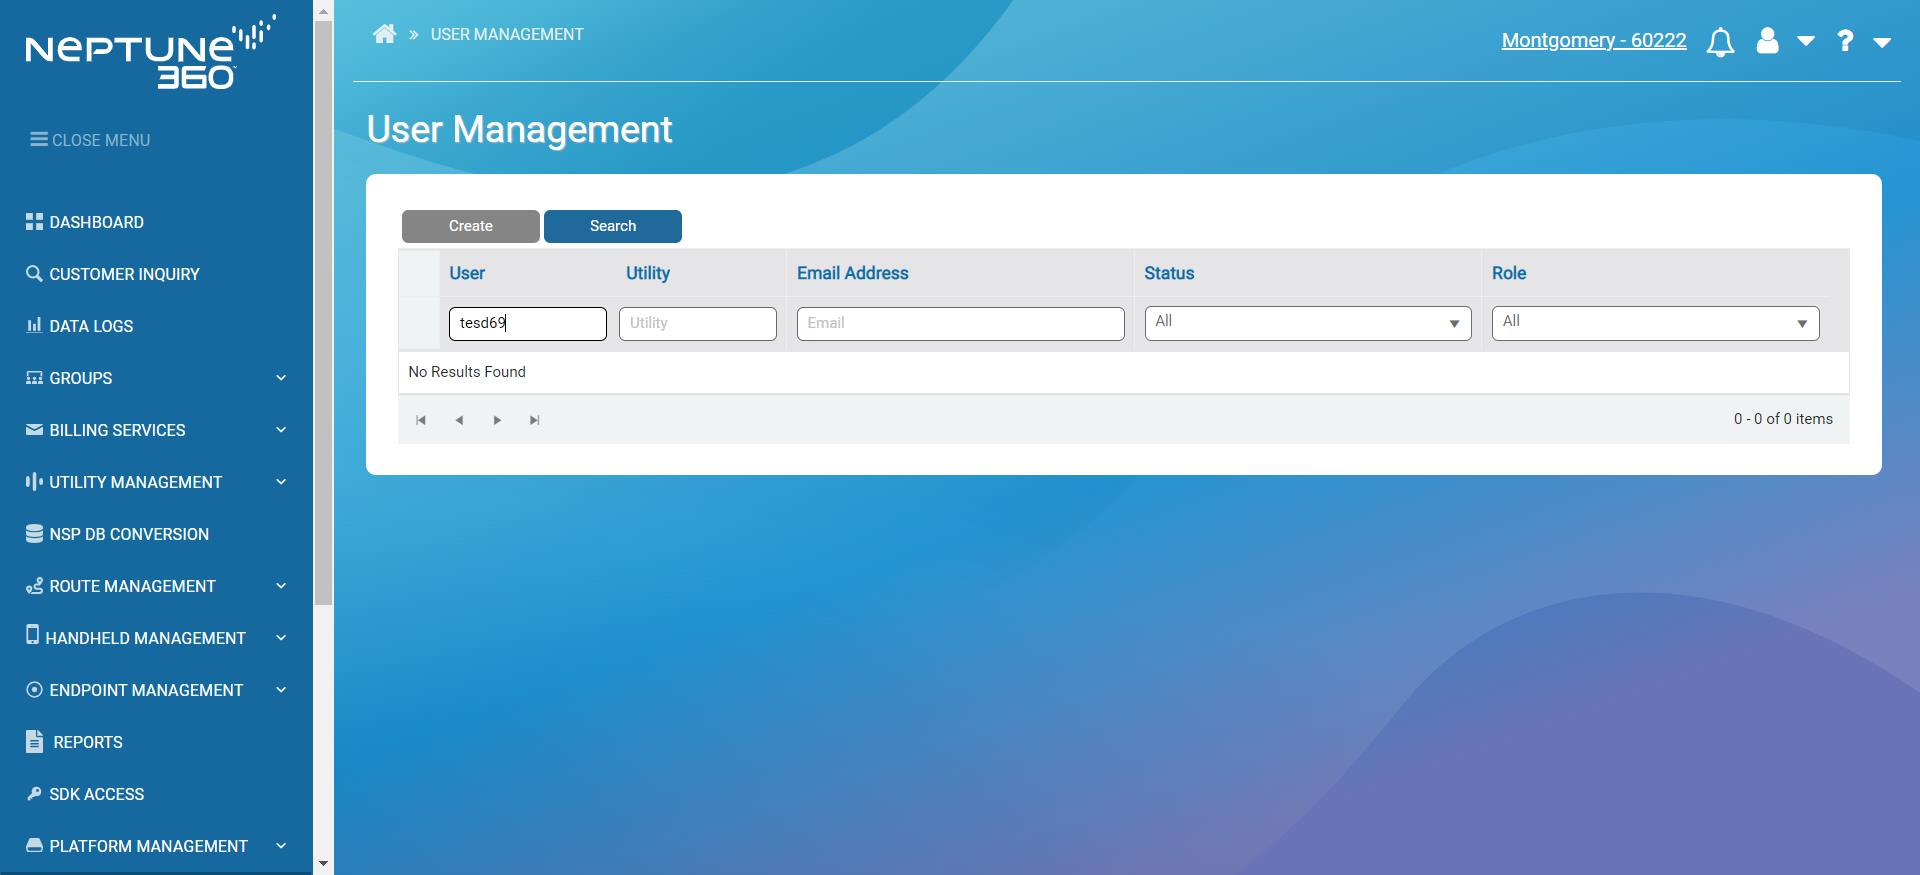 NEPTUNE
360
CLOSE MENU
DASHBOARD
CUSTOMER INQUIRY
DATA LOGS
GROUPS
BILLING SERVICES
UTILITY MANAGEMENT
NSP DB CONVERSION
ROUTE MANAGEMENT
HANDHELD MANAGEMENT
ENDPOINT MANAGEMENT
REPORTS
SDK ACCESS
PLATFORM MANAGEMENT
» USER MANAGEMENT
Montgomery - 60222
?
User Management
Create Search
User Utility Email Address Status Role
tesd69 Utility Email All All
No Results Found
0 - 0 of 0 items